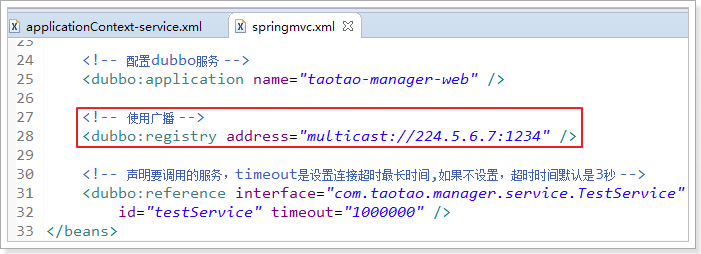 applicationContext-service.xml springmvc.xml
23
24 <!-- 配置dubbo服务 -->
25 <dubbo:application name="taotao-manager-web" />
26
27 <!-- 使用广播 -->
28 <dubbo:registry address="multicast://224.5.6.7:1234" />
29
30 <!-- 声明要调用的服务，timeout是设置连接超时最长时间,如果不设置，超时时间默认是3秒 -->
31 <dubbo:reference interface="com.taotao.manager.service.TestService"
32 id="testService" timeout="1000000" />
33 </beans>